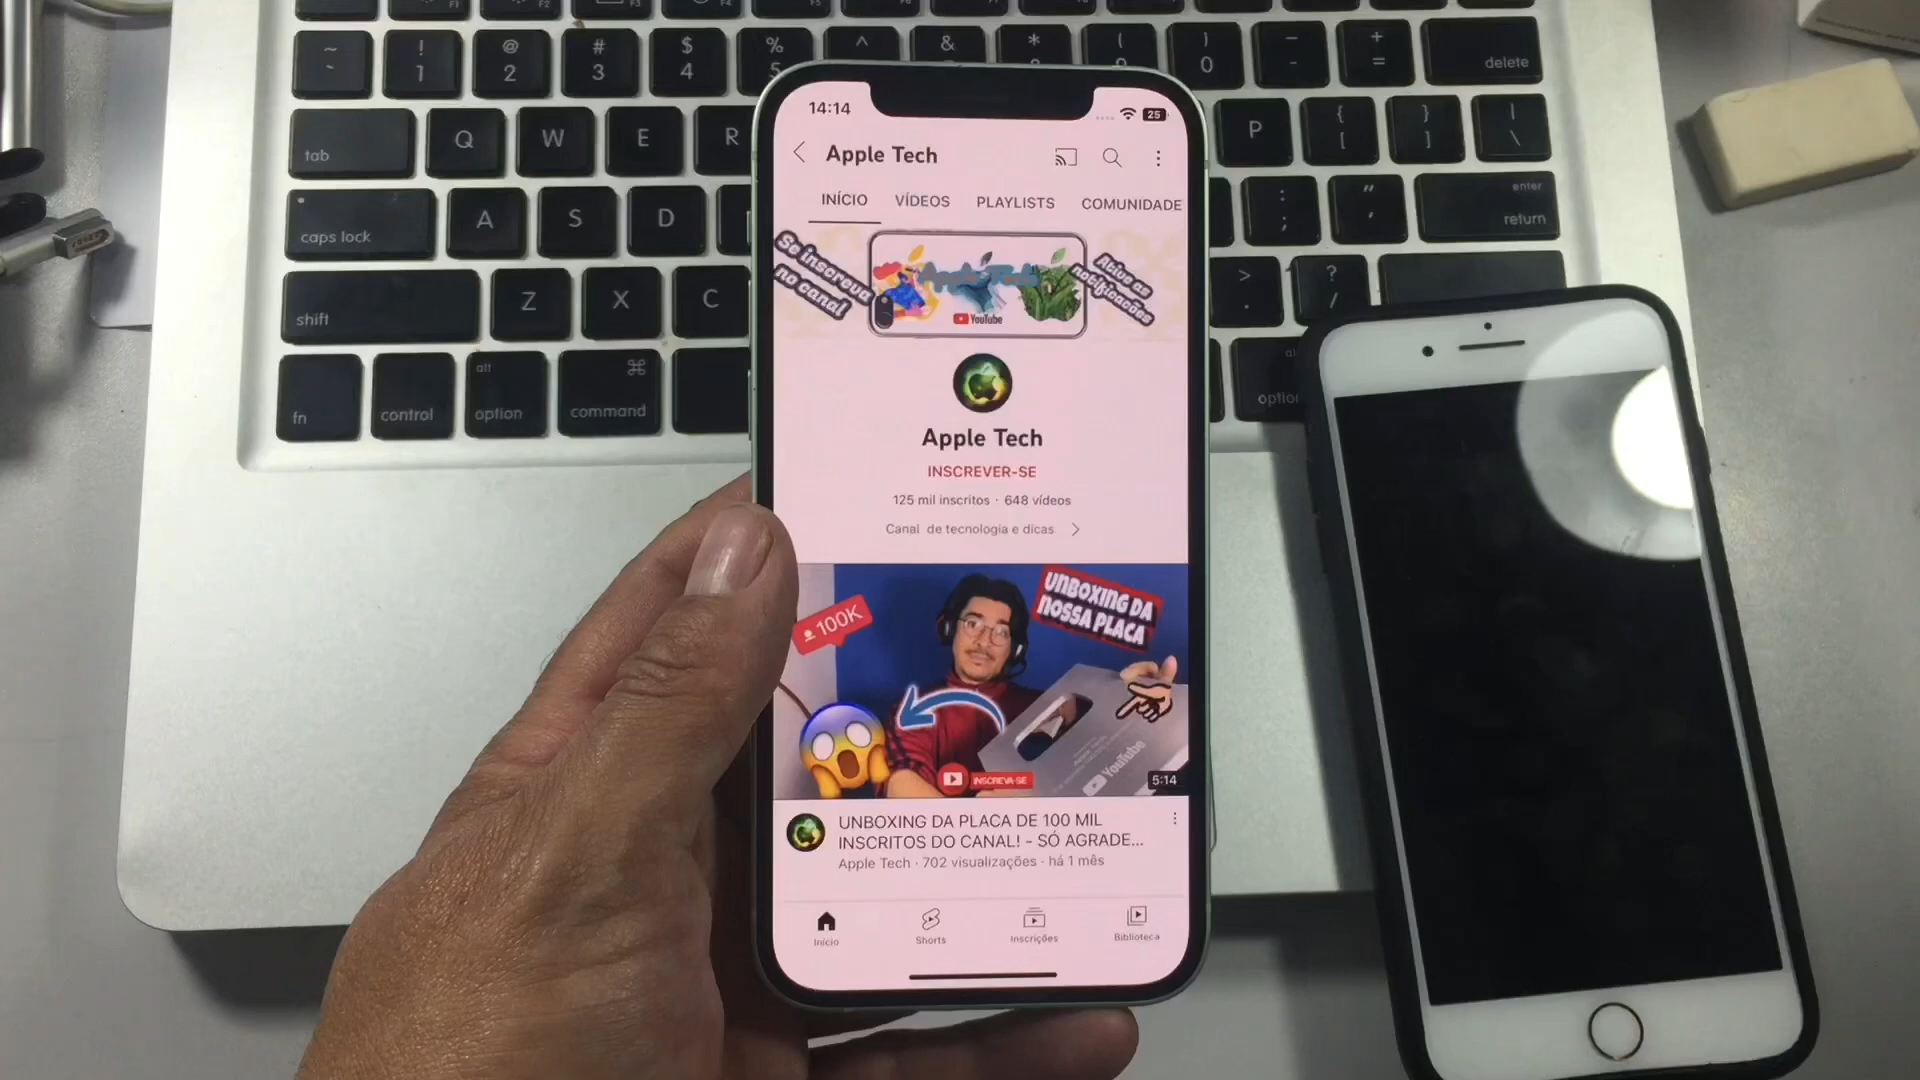 ~
`
!
1
@
2
#
3
$
4
%
5
^
&
*
(
)
0
-
+
=
delete
tab
Q
W
E
R
P
{
[
}
]
|
\
caps lock
A
S
D
:
;
"
'
enter
return
shift
Z
X
C
>
.
?
/
fn
control
alt
option
⌘
command
option
14:14
25
Apple Tech
INÍCIO VÍDEOS PLAYLISTS COMUNIDADE
Se inscreva
no canal
Apple Tech
YouTube
Ative as
notificações
Apple Tech
INSCREVER-SE
125 mil inscritos · 648 vídeos
Canal de tecnologia e dicas
100K
UNBOXING DA
NOSSA PLACA
YouTube
INSCREVA-SE
5:14
UNBOXING DA PLACA DE 100 MIL
INSCRITOS DO CANAL! - SÓ AGRADE...
Apple Tech · 702 visualizações · há 1 mês
Início Shorts Inscrições Biblioteca